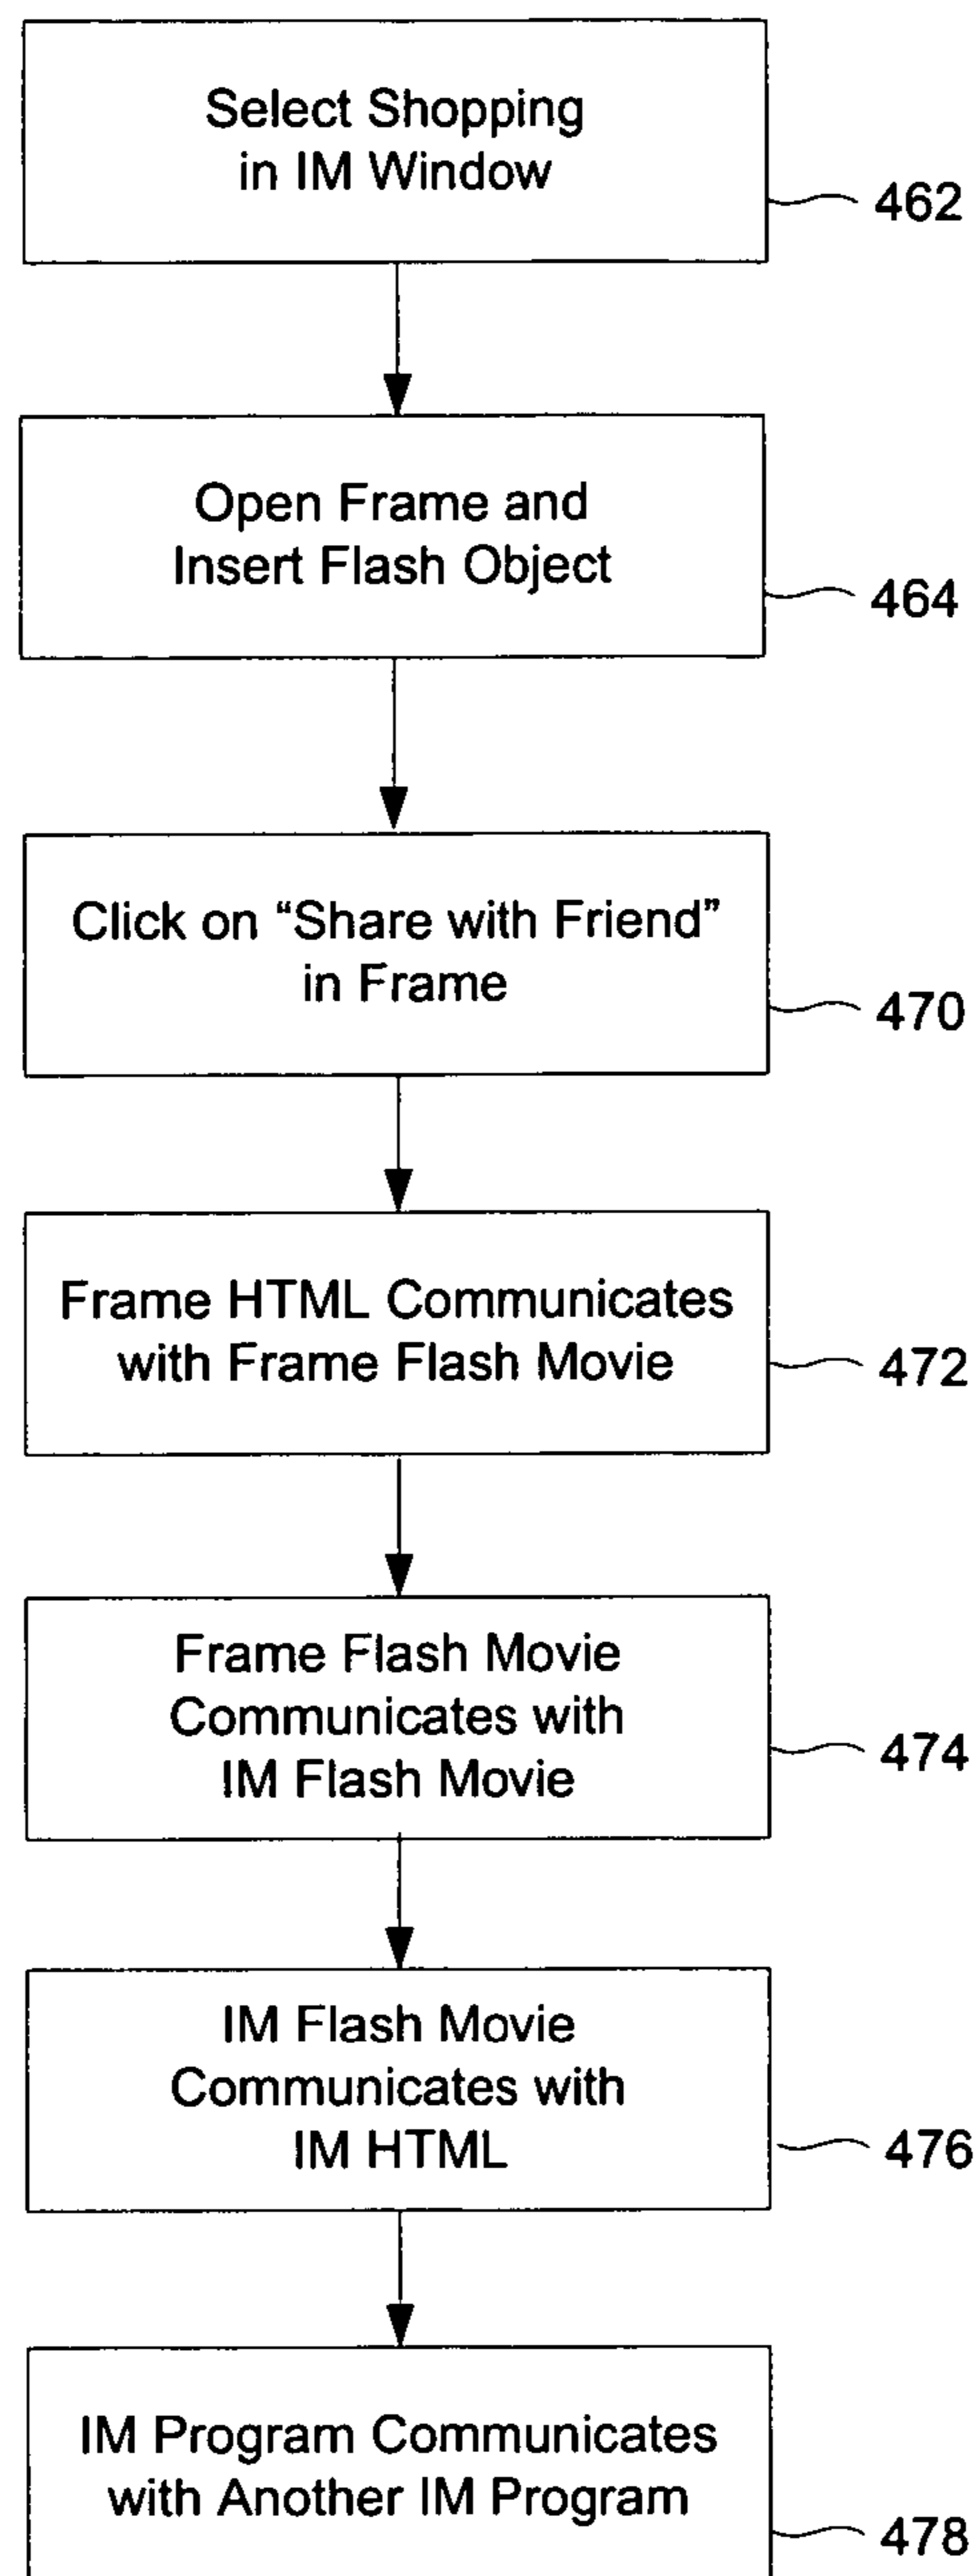 Select Shopping
in IM Window
462
Open Frame and
Insert Flash Object
464
Click on “Share with Friend”
in Frame
470
Frame HTML Communicates
with Frame Flash Movie
472
Frame Flash Movie
Communicates with
IM Flash Movie
474
IM Flash Movie
Communicates with
IM HTML
476
IM Program Communicates
with Another IM Program
478